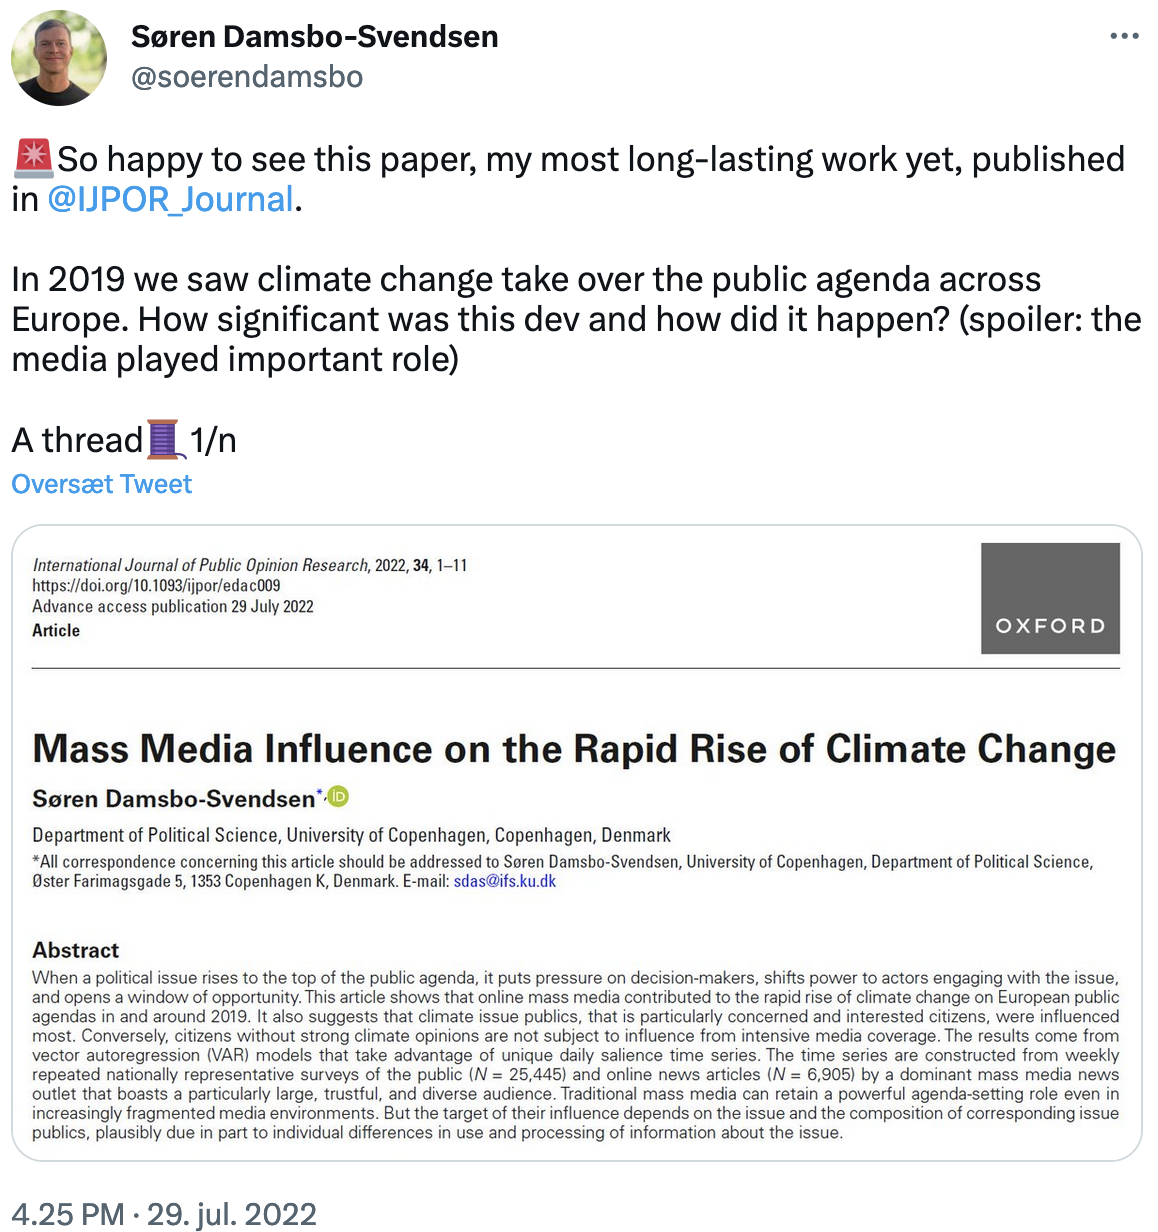 Søren Damsbo-Svendsen
@soerendamsbo
🚨So happy to see this paper, my most long-lasting work yet, published
in @IJPOR_Journal.
In 2019 we saw climate change take over the public agenda across
Europe. How significant was this dev and how did it happen? (spoiler: the
media played important role)
A thread🧵1/n
Oversæt Tweet
International Journal of Public Opinion Research, 2022, 34, 1–11
https://doi.org/10.1093/ijpor/edac009
Advance access publication 29 July 2022
Article
OXFORD
Mass Media Influence on the Rapid Rise of Climate Change
Søren Damsbo-Svendsen*, iD
Department of Political Science, University of Copenhagen, Copenhagen, Denmark
*All correspondence concerning this article should be addressed to Søren Damsbo-Svendsen, University of Copenhagen, Department of Political Science,
Øster Farimagsgade 5, 1353 Copenhagen K, Denmark. E-mail: sdas@ifs.ku.dk
Abstract
When a political issue rises to the top of the public agenda, it puts pressure on decision-makers, shifts power to actors engaging with the issue,
and opens a window of opportunity. This article shows that online mass media contributed to the rapid rise of climate change on European public
agendas in and around 2019. It also suggests that climate issue publics, that is particularly concerned and interested citizens, were influenced
most. Conversely, citizens without strong climate opinions are not subject to influence from intensive media coverage. The results come from
vector autoregression (VAR) models that take advantage of unique daily salience time series. The time series are constructed from weekly
repeated nationally representative surveys of the public (N = 25,445) and online news articles (N = 6,905) by a dominant mass media news
outlet that boasts a particularly large, trustful, and diverse audience. Traditional mass media can retain a powerful agenda-setting role even in
increasingly fragmented media environments. But the target of their influence depends on the issue and the composition of corresponding issue
publics, plausibly due in part to individual differences in use and processing of information about the issue.
4.25 PM · 29. jul. 2022